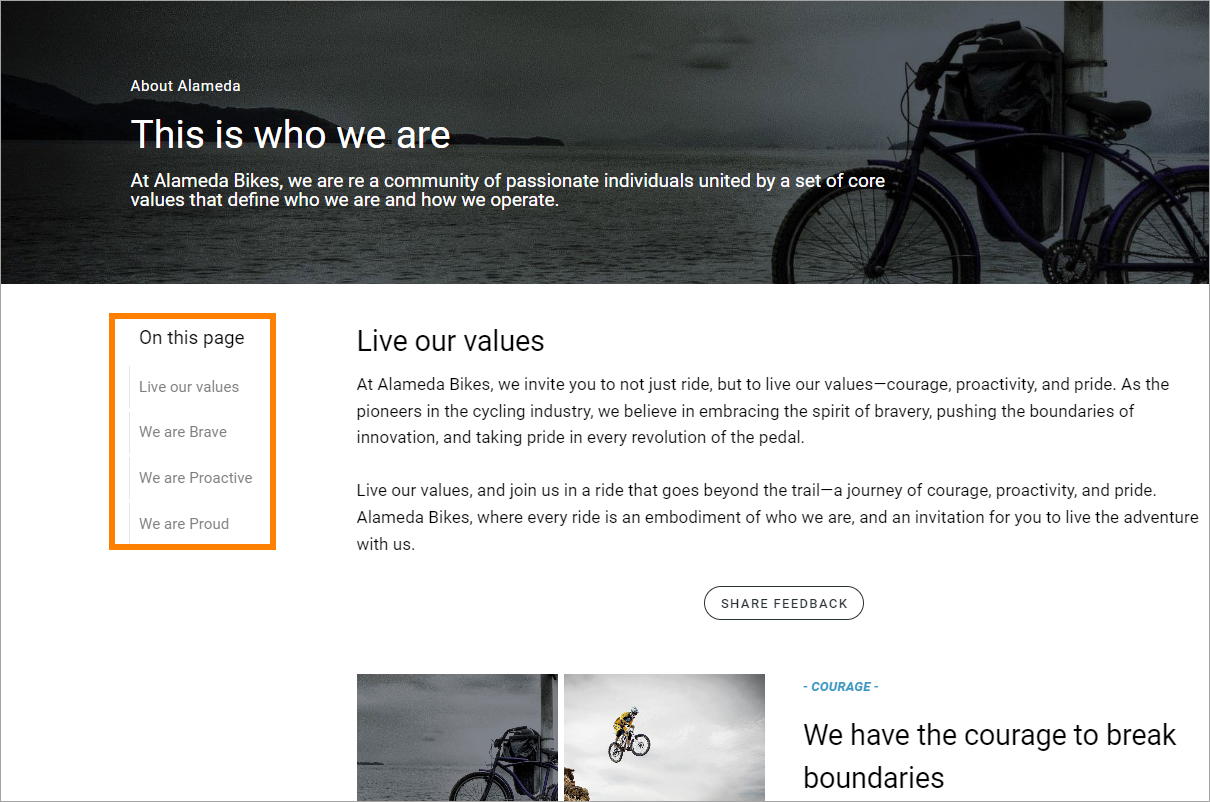 About Alameda
This is who we are
At Alameda Bikes, we are re a community of passionate individuals united by a set of core
values that define who we are and how we operate.
On this page
Live our values
We are Brave
We are Proactive
We are Proud
Live our values
At Alameda Bikes, we invite you to not just ride, but to live our values—courage, proactivity, and pride. As the
pioneers in the cycling industry, we believe in embracing the spirit of bravery, pushing the boundaries of
innovation, and taking pride in every revolution of the pedal.
Live our values, and join us in a ride that goes beyond the trail—a journey of courage, proactivity, and pride.
Alameda Bikes, where every ride is an embodiment of who we are, and an invitation for you to live the adventure
with us.
SHARE FEEDBACK
- COURAGE -
We have the courage to break
boundaries